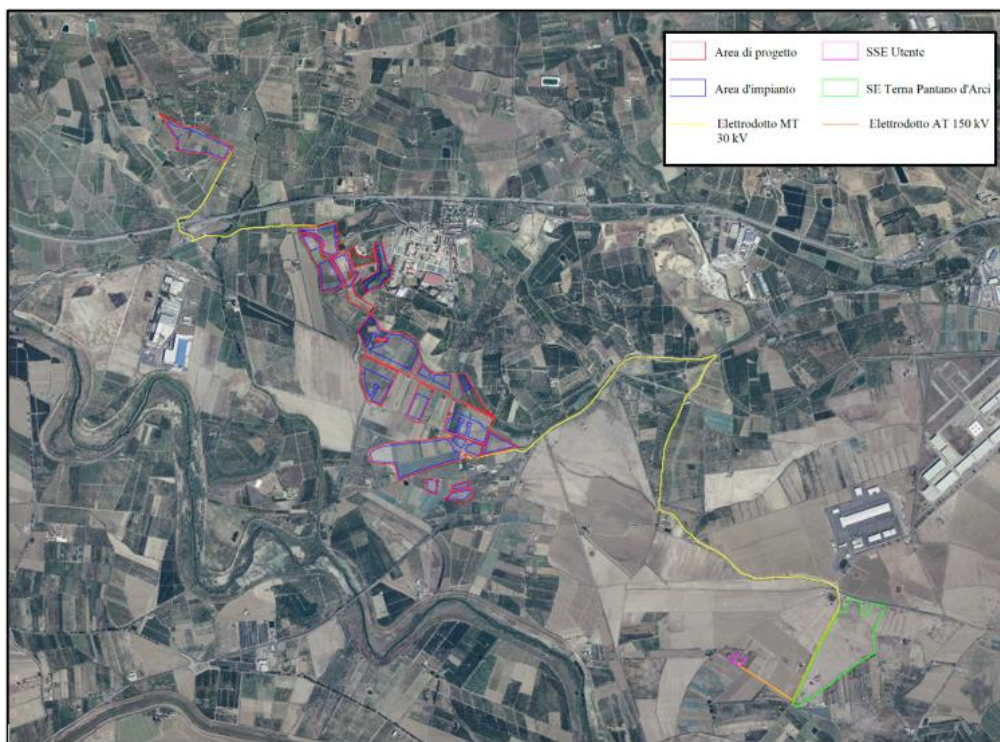 Area di progetto
SSE Utente
Area d'impianto
SE Terna Pantano d'Arci
Elettrodotto MT
30 kV
Elettrodotto AT 150 kV